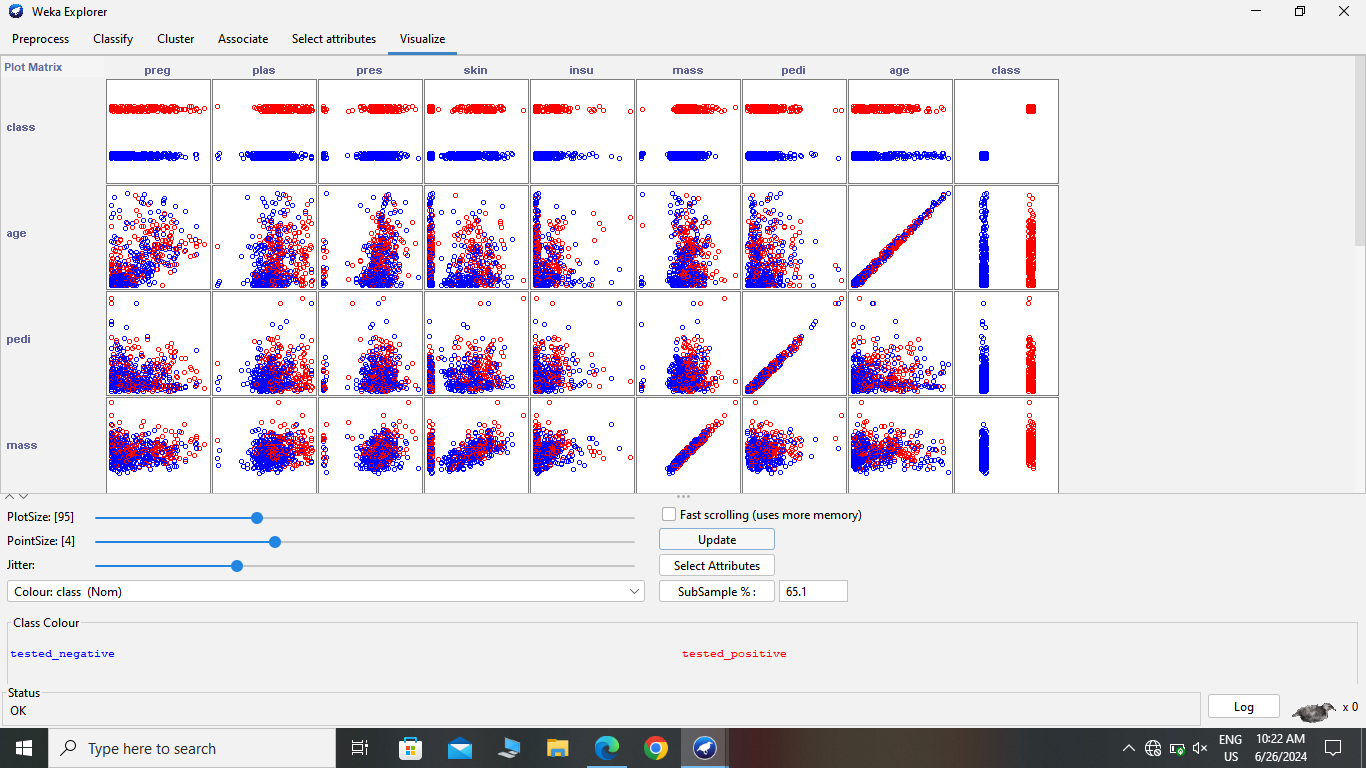 Weka Explorer
Preprocess Classify Cluster Associate Select attributes Visualize
Plot Matrix preg plas pres skin insu mass pedi age class
class
age
pedi
mass
PlotSize: [95]
Fast scrolling (uses more memory)
PointSize: [4]
Update
Jitter:
Select Attributes
Colour: class (Nom)
SubSample % : 65.1
Class Colour
tested_negative tested_positive
Status
OK
Log x 0
Type here to search
ENG
US
10:22 AM
6/26/2024